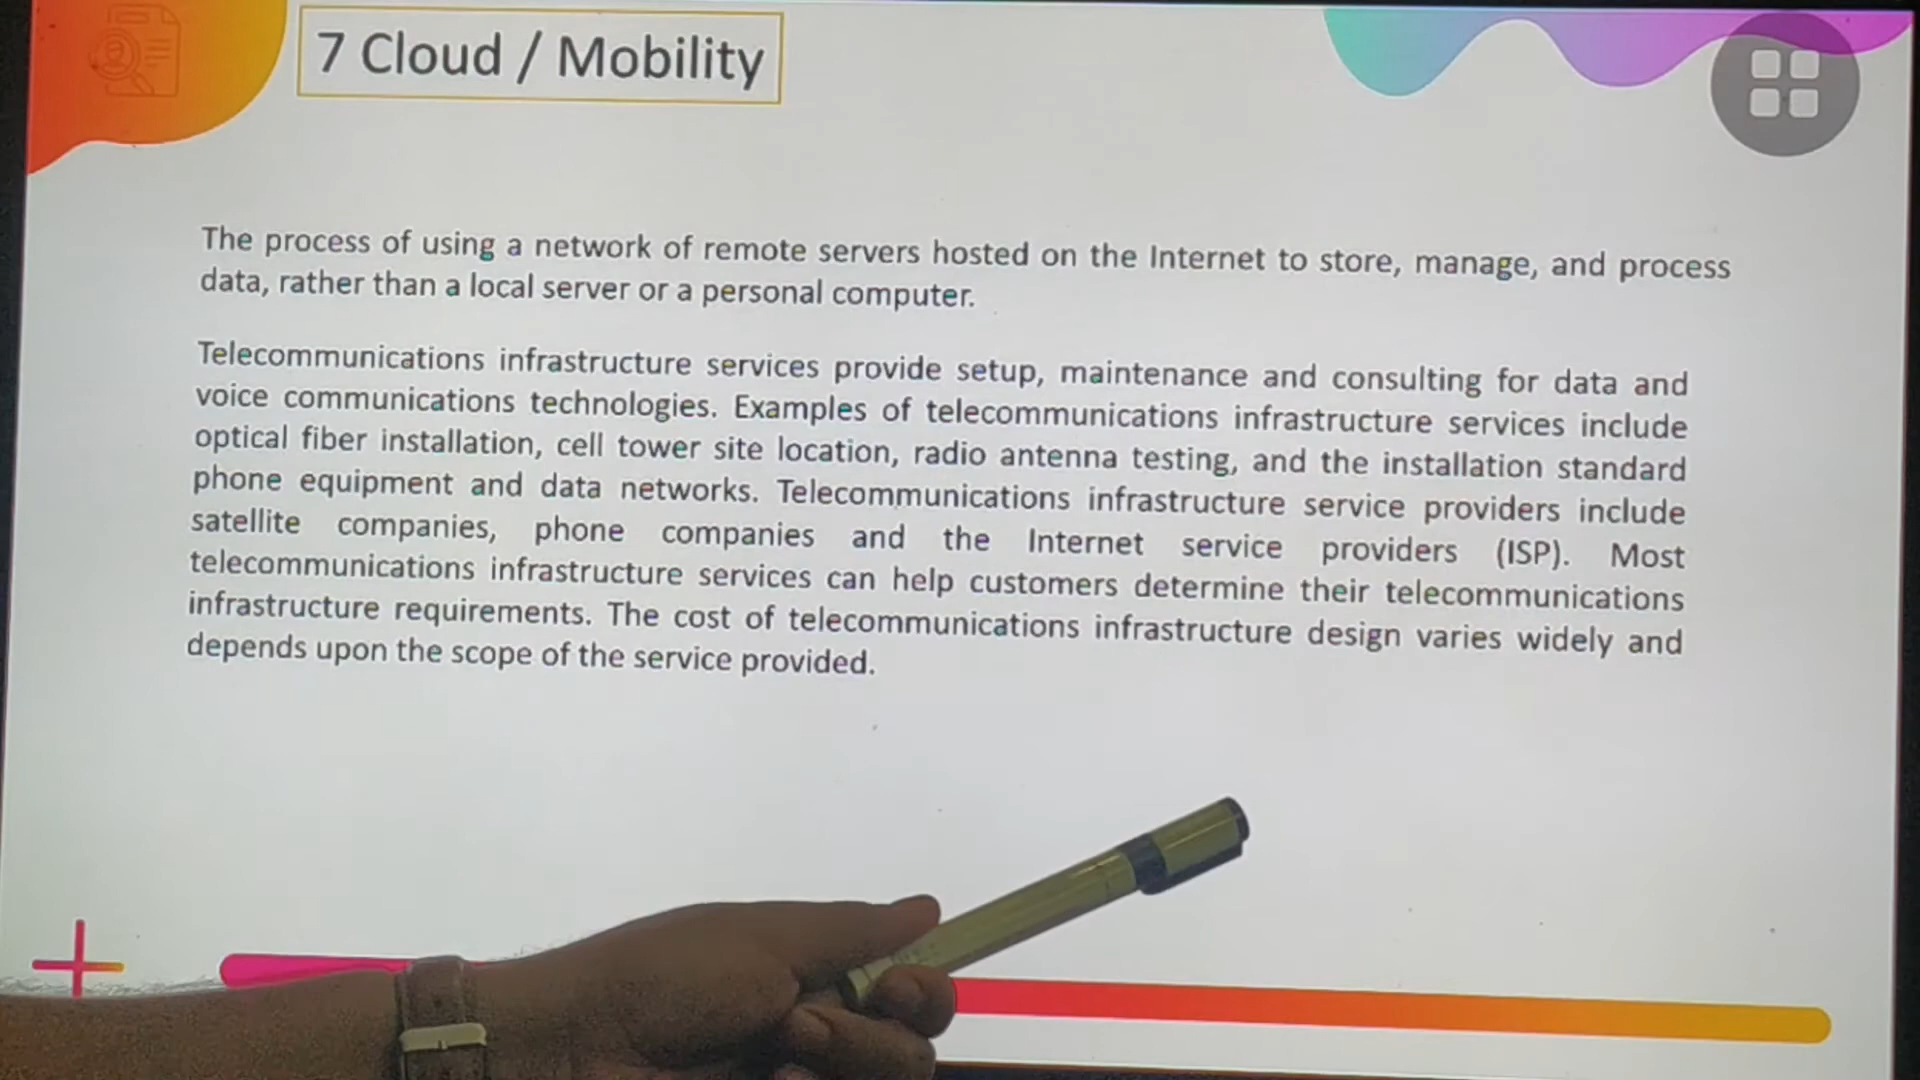 7 Cloud / Mobility
The process of using a network of remote servers hosted on the Internet to store, manage, and process
data, rather than a local server or a personal computer.
Telecommunications infrastructure services provide setup, maintenance and consulting for data and
voice communications technologies. Examples of telecommunications infrastructure services include
optical fiber installation, cell tower site location, radio antenna testing, and the installation standard
phone equipment and data networks. Telecommunications infrastructure service providers include
satellite companies, phone companies and the Internet service providers (ISP). Most
telecommunications infrastructure services can help customers determine their telecommunications
infrastructure requirements. The cost of telecommunications infrastructure design varies widely and
depends upon the scope of the service provided.